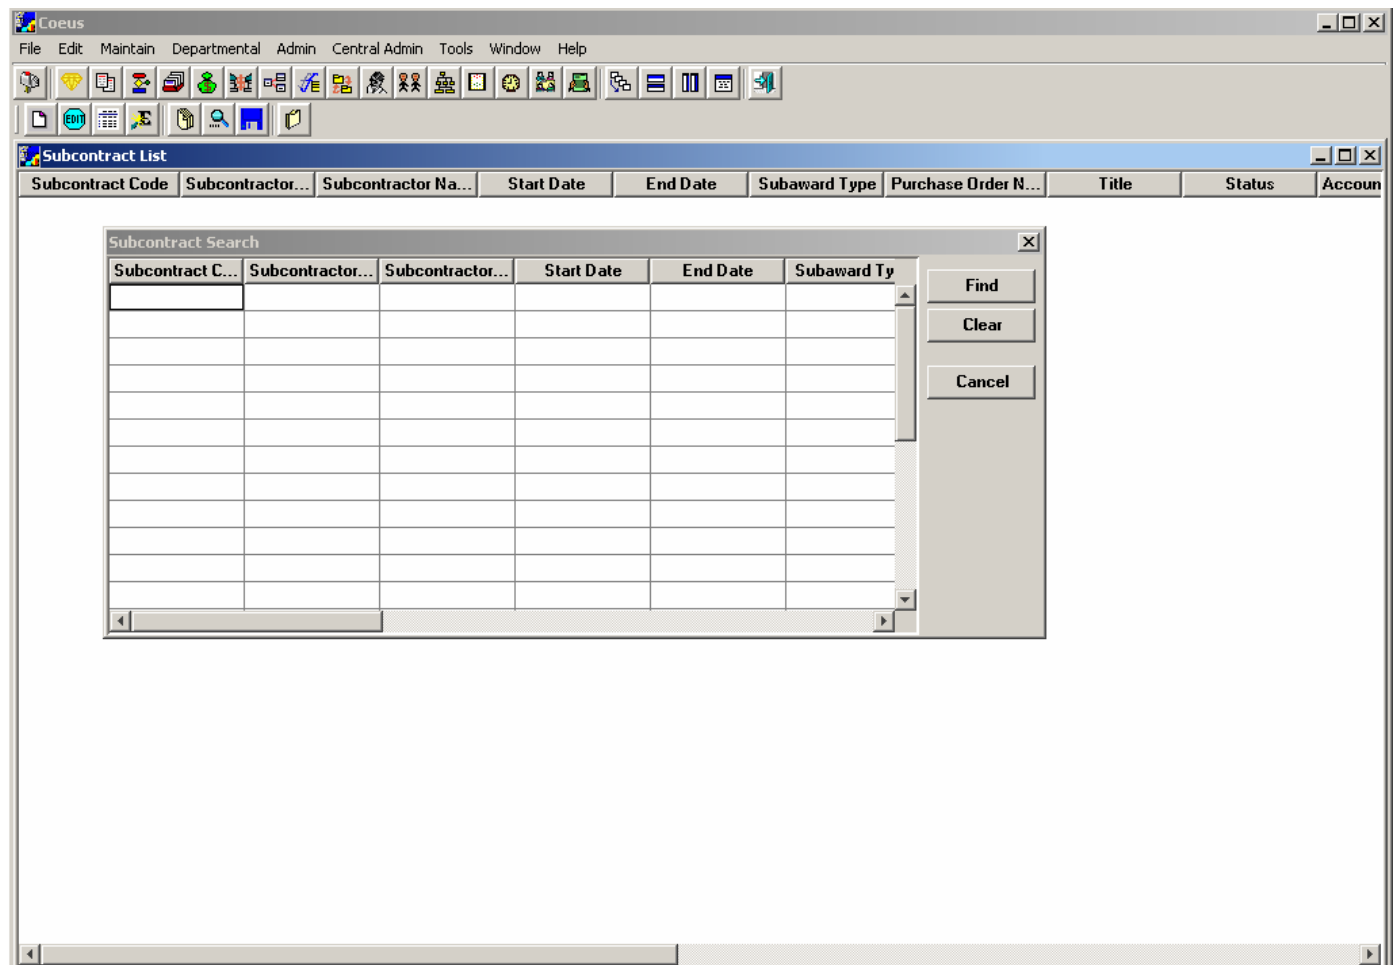 Coeus
File Edit Maintain Departmental Admin Central Admin Tools Window Help
EDIT
Subcontract List
Subcontract Code Subcontractor... Subcontractor Na... Start Date End Date Subaward Type Purchase Order N... Title Status Accoun
Subcontract Search
Subcontract C... Subcontractor... Subcontractor... Start Date End Date Subaward Ty
Find
Clear
Cancel